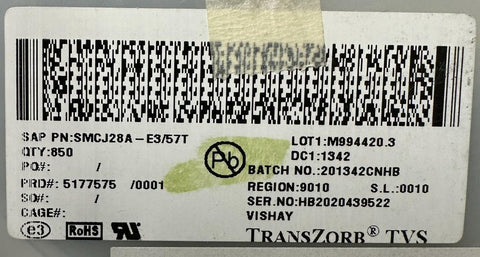 SAP PN:SMCJ28A-E3/57T
LOT1:M994420.3
QTY:850
DC1:1342
PO#: /
BATCH NO.:201342CNHB
PRD#: 5177575 /0001
REGION:9010 S.L.:0010
SO#: /
SER.NO:HB2020439522
CAGE#:
VISHAY
e3 RoHS TRANSZORB® TVS
Pb